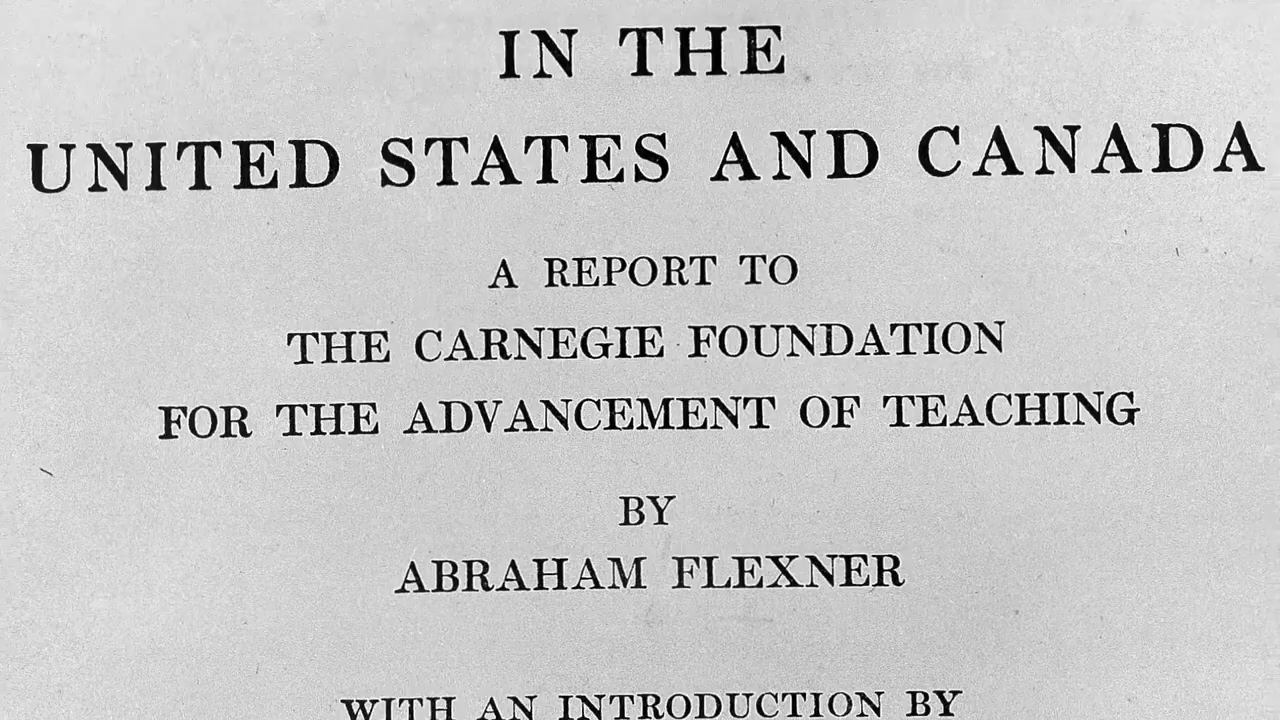 IN THE
UNITED STATES AND CANADA
A REPORT TO
THE CARNEGIE FOUNDATION
FOR THE ADVANCEMENT OF TEACHING
BY
ABRAHAM FLEXNER
WITH AN INTRODUCTION BY